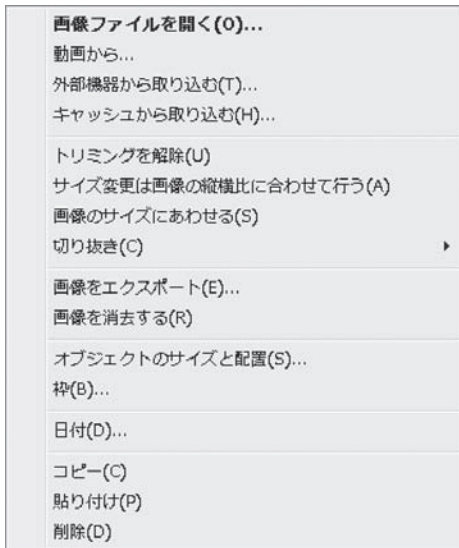 画像ファイルを開く(O)...
動画から...
外部機器から取り込む(T)...
キャッシュから取り込む(H)...
トリミングを解除(U)
サイズ変更は画像の縦横比に合わせて行う(A)
画像のサイズにあわせる(S)
切り抜き(C)
画像をエクスポート(E)...
画像を消去する(R)
オブジェクトのサイズと配置(S)...
枠(B)...
日付(D)...
コピー(C)
貼り付け(P)
削除(D)